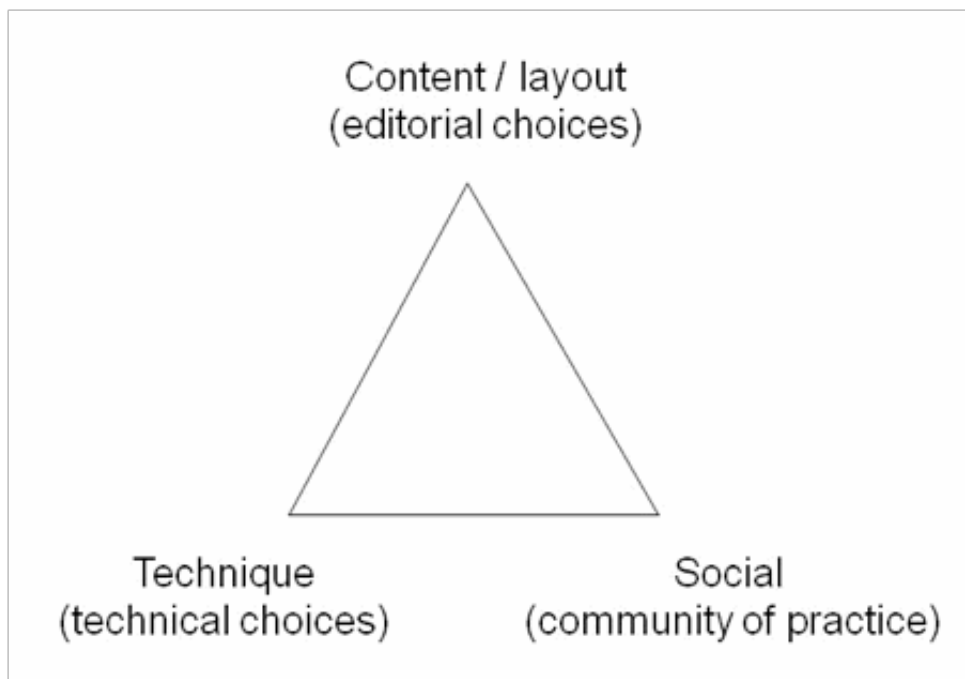 Content / layout
(editorial choices)
Technique
(technical choices)
Social
(community of practice)